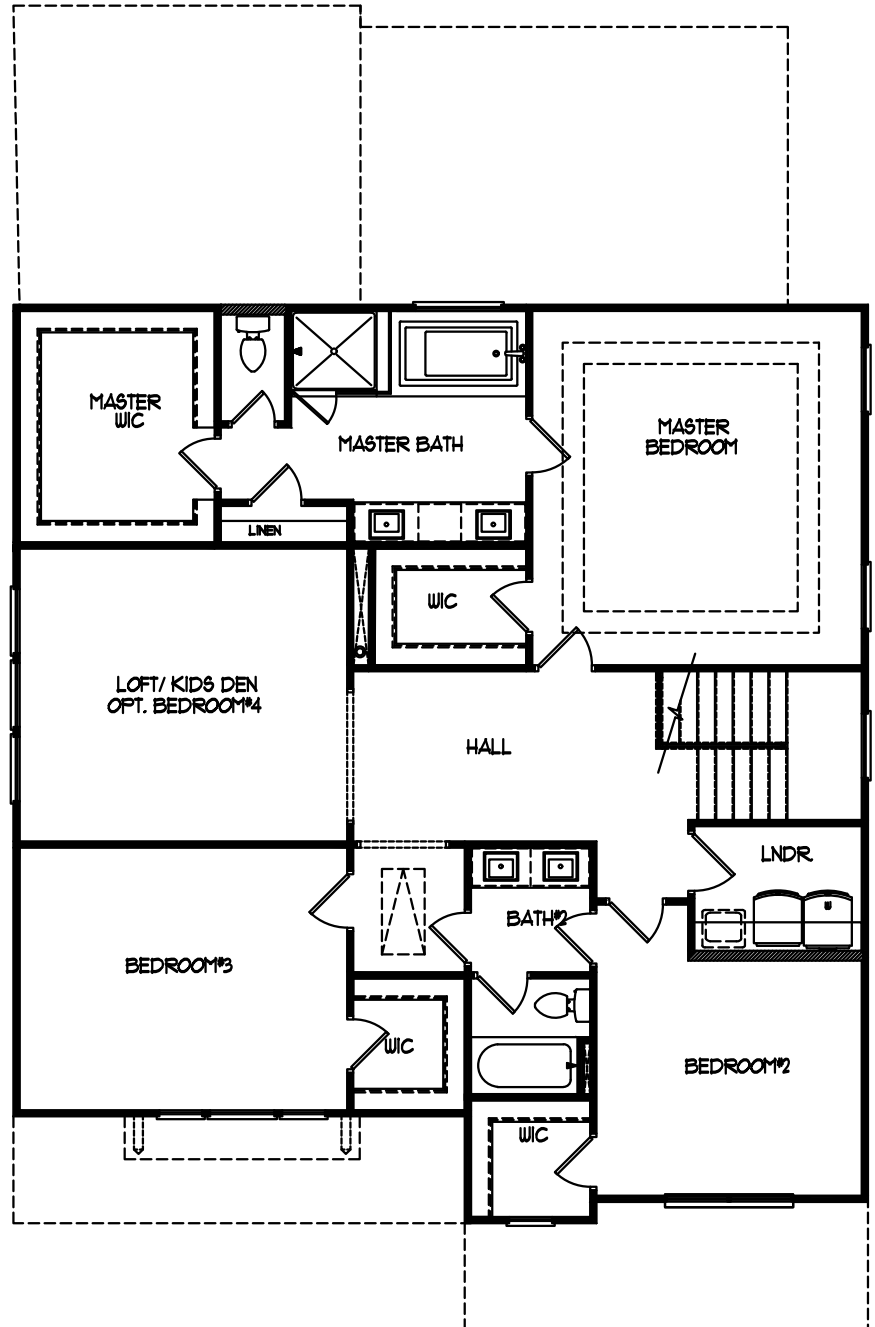 MASTER
WIC
MASTER BATH
MASTER
BEDROOM
LINEN
WIC
LOFT/ KIDS DEN
OPT. BEDROOM#4
HALL
LNDR
W
BATH#2
BEDROOM#3
WIC
BEDROOM#2
WIC